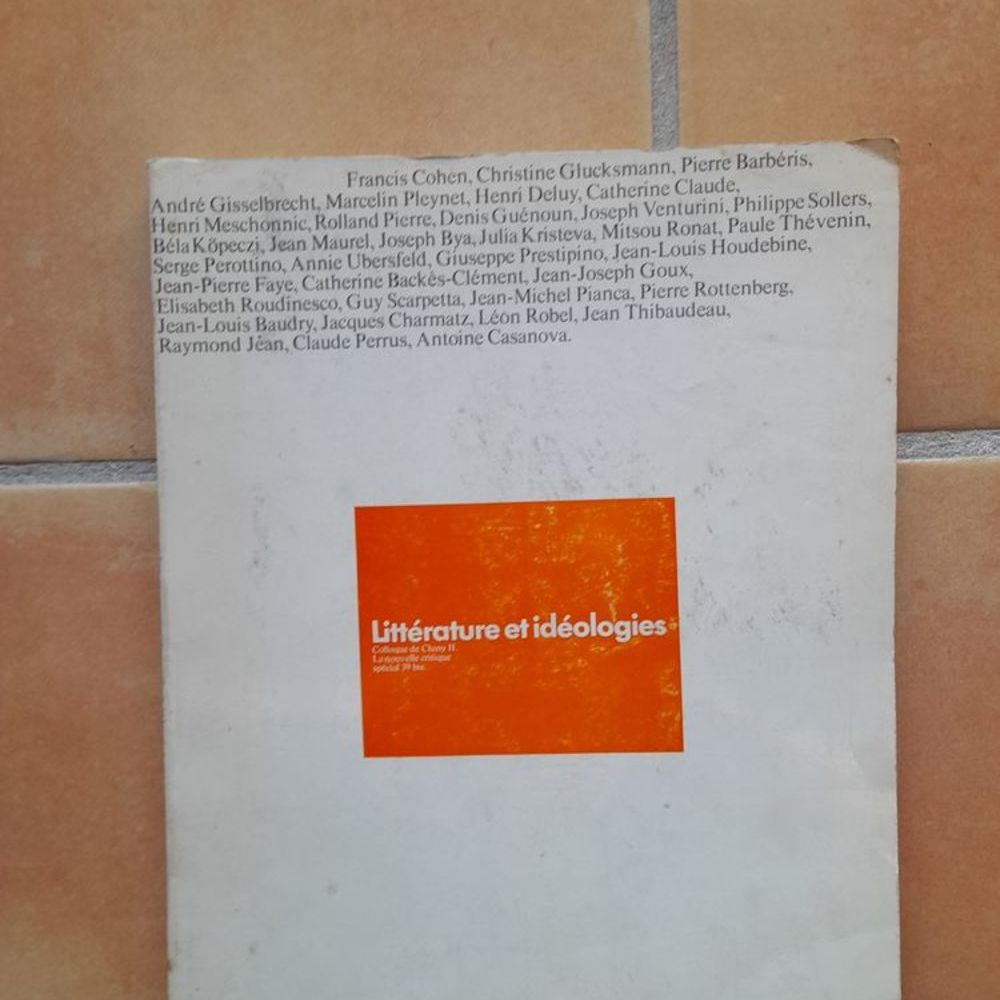 Francis Cohen, Christine Glucksmann, Pierre Barbéris,
André Gisselbrecht, Marcelin Pleynet, Henri Deluy, Catherine Claude,
Henri Meschonnic, Rolland Pierre, Denis Guénoun, Joseph Venturini, Philippe Sollers,
Béla Köpeczi, Jean Maurel, Joseph Bya, Julia Kristeva, Mitsou Ronat, Paule Thévenin,
Serge Perottino, Annie Ubersfeld, Giuseppe Prestipino, Jean-Louis Houdebine,
Jean-Pierre Faye, Catherine Backès-Clément, Jean-Joseph Goux,
Elisabeth Roudinesco, Guy Scarpetta, Jean-Michel Pianca, Pierre Rottenberg,
Jean-Louis Baudry, Jacques Charmatz, Léon Robel, Jean Thibaudeau,
Raymond Jean, Claude Perrus, Antoine Casanova.
Littérature et idéologies
Colloque de Cluny II.
La nouvelle critique
spécial 39 bis.